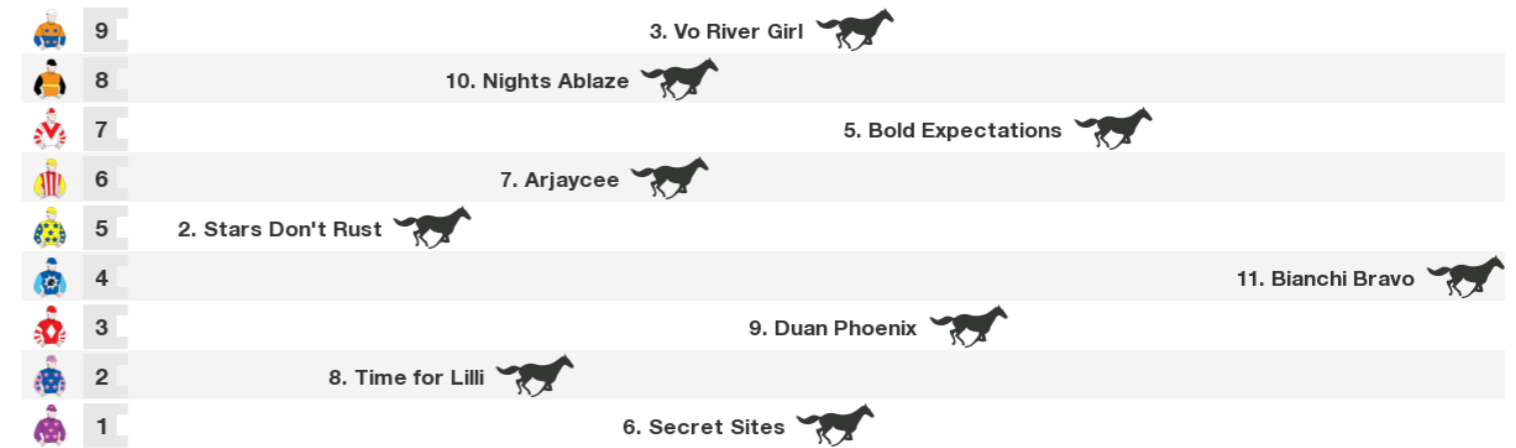 9 3. Vo River Girl
8 10. Nights Ablaze
7 5. Bold Expectations
6 7. Arjaycee
5 2. Stars Don't Rust
4 11. Bianchi Bravo
3 9. Duan Phoenix
2 8. Time for Lilli
1 6. Secret Sites